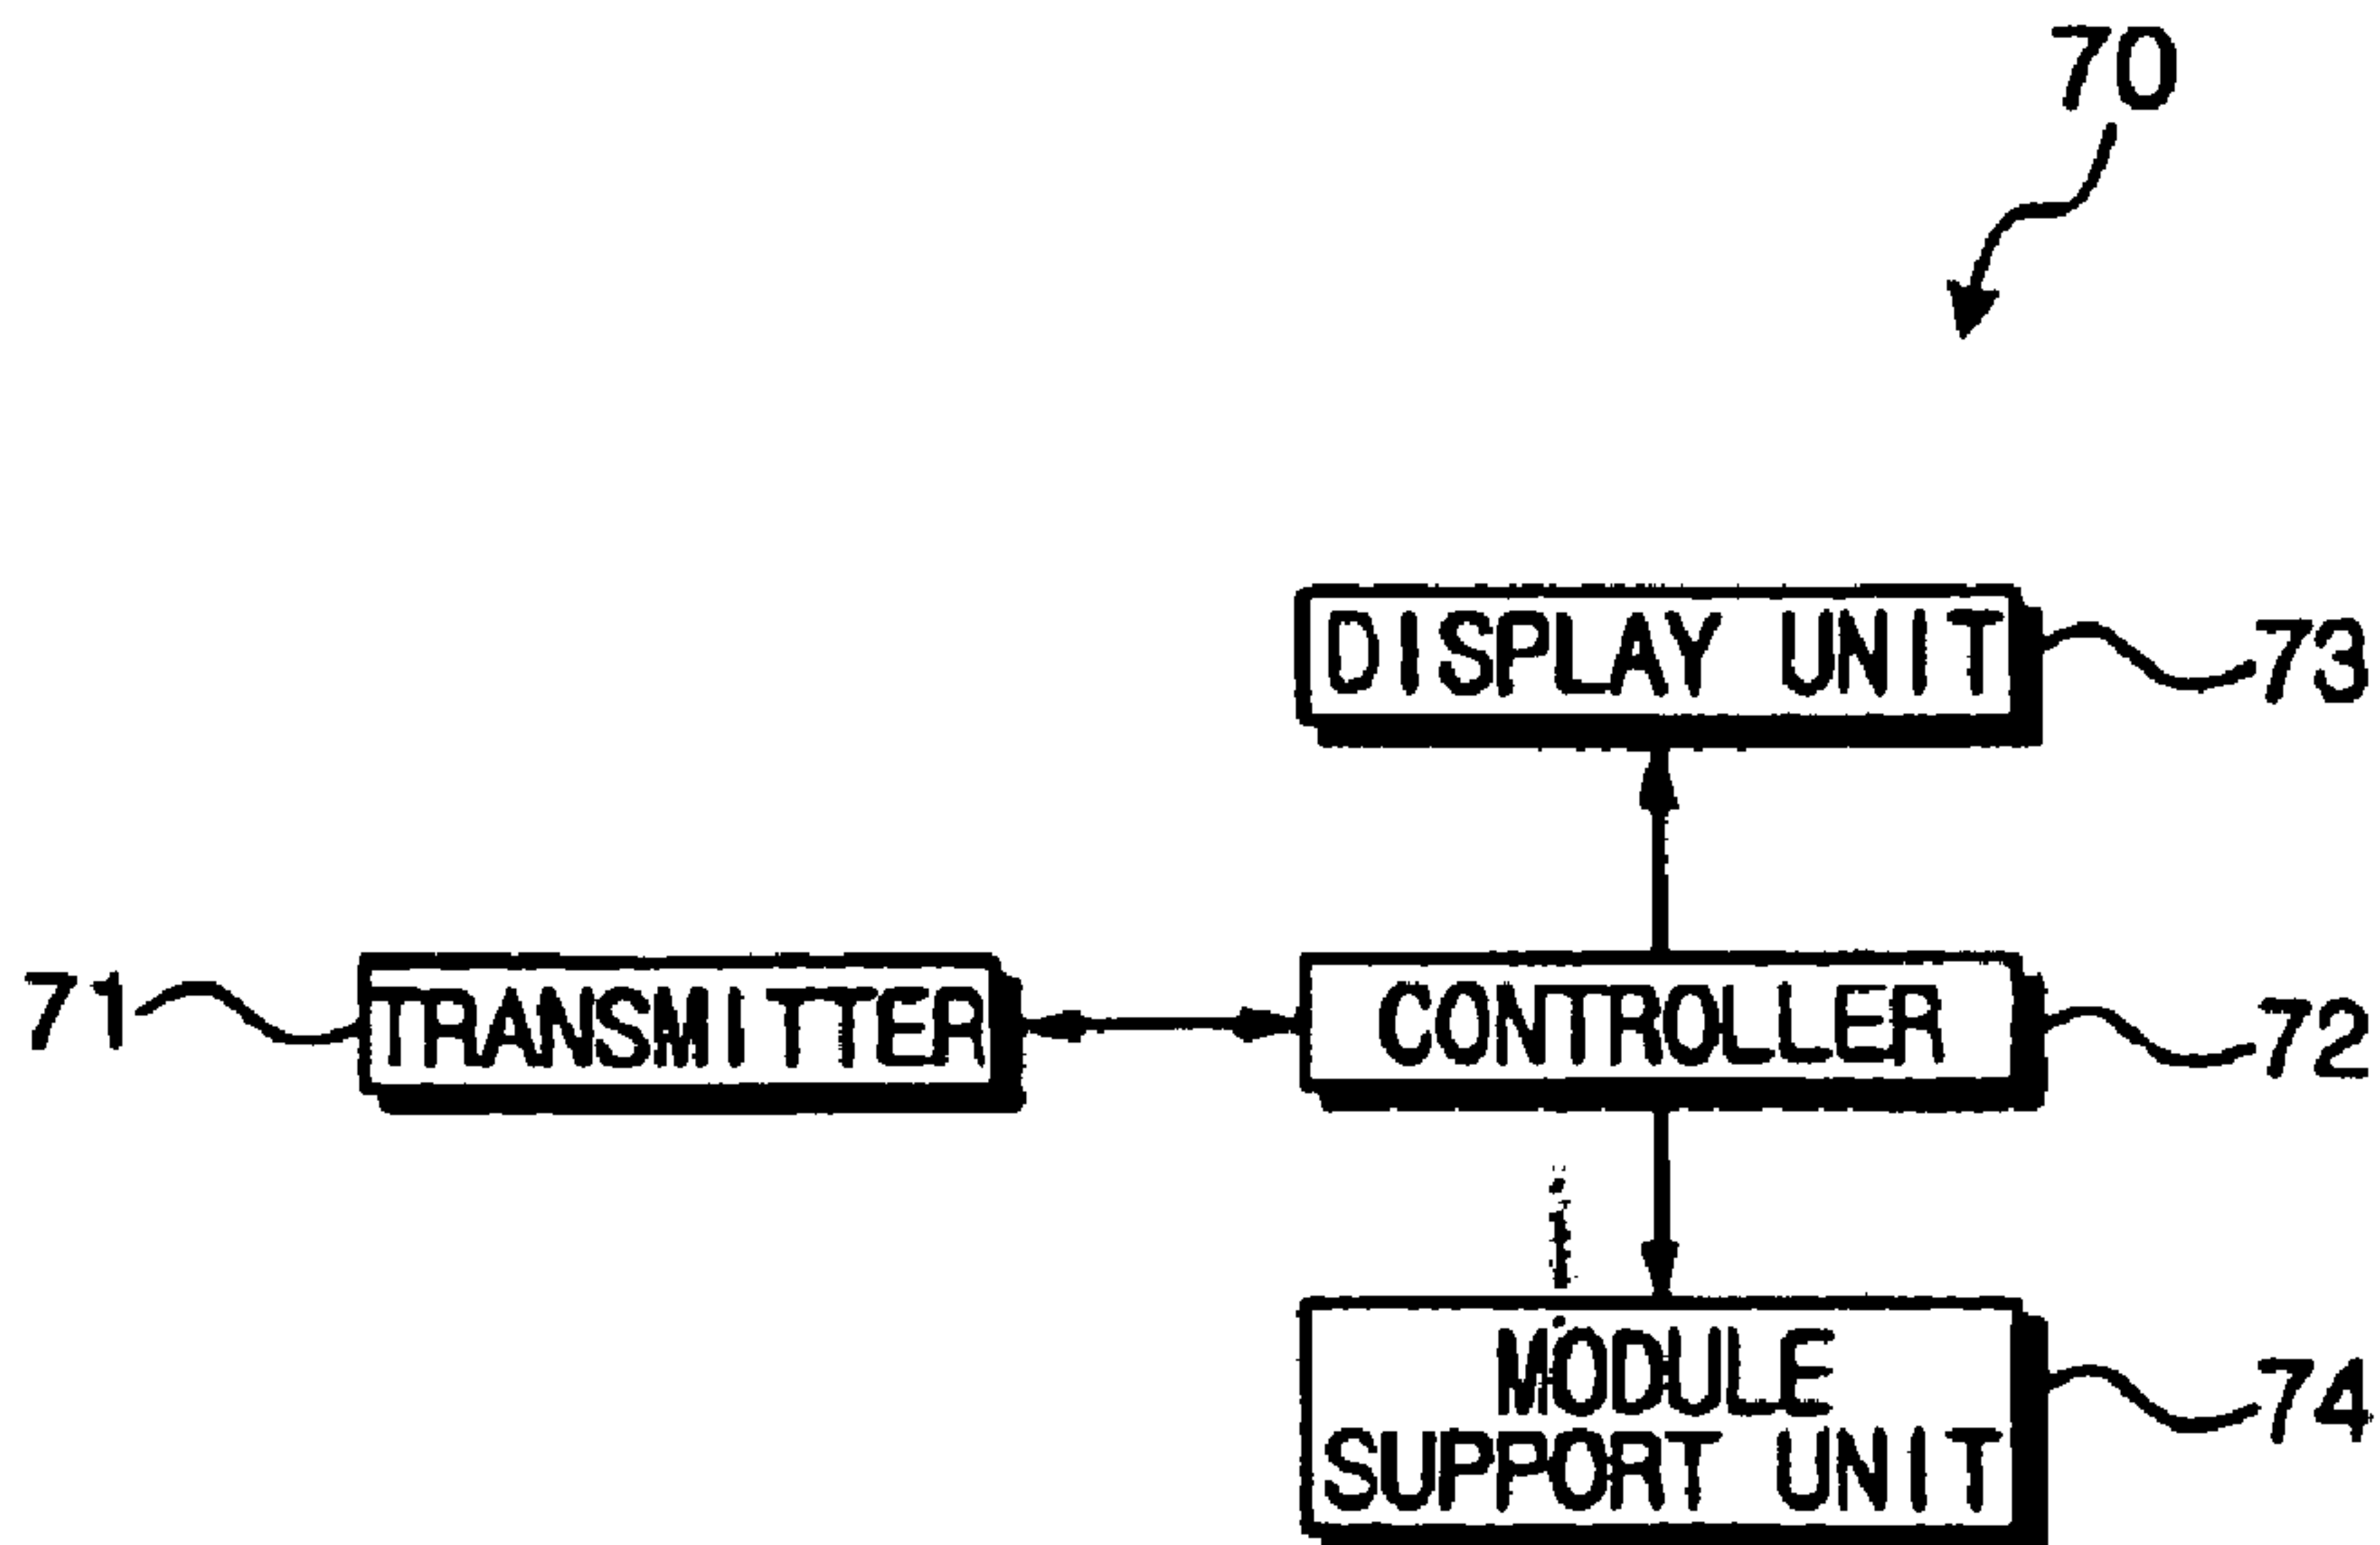 70
DISPLAY UNIT
73
71
TRANSMITTER
CONTROLLER
72
MODULE
SUPPORT UNIT
74